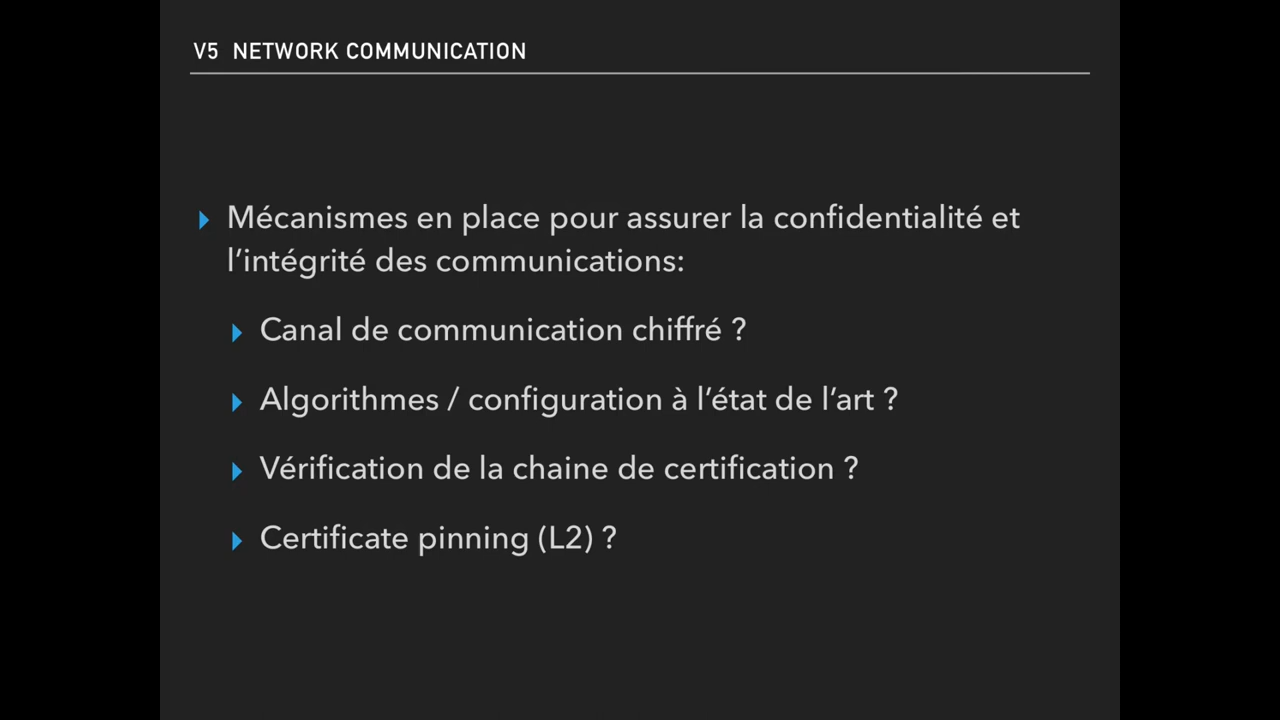 V5 NETWORK COMMUNICATION
Mécanismes en place pour assurer la confidentialité et
l’intégrité des communications:
Canal de communication chiffré ?
Algorithmes / configuration à l’état de l’art ?
Vérification de la chaine de certification ?
Certificate pinning (L2) ?